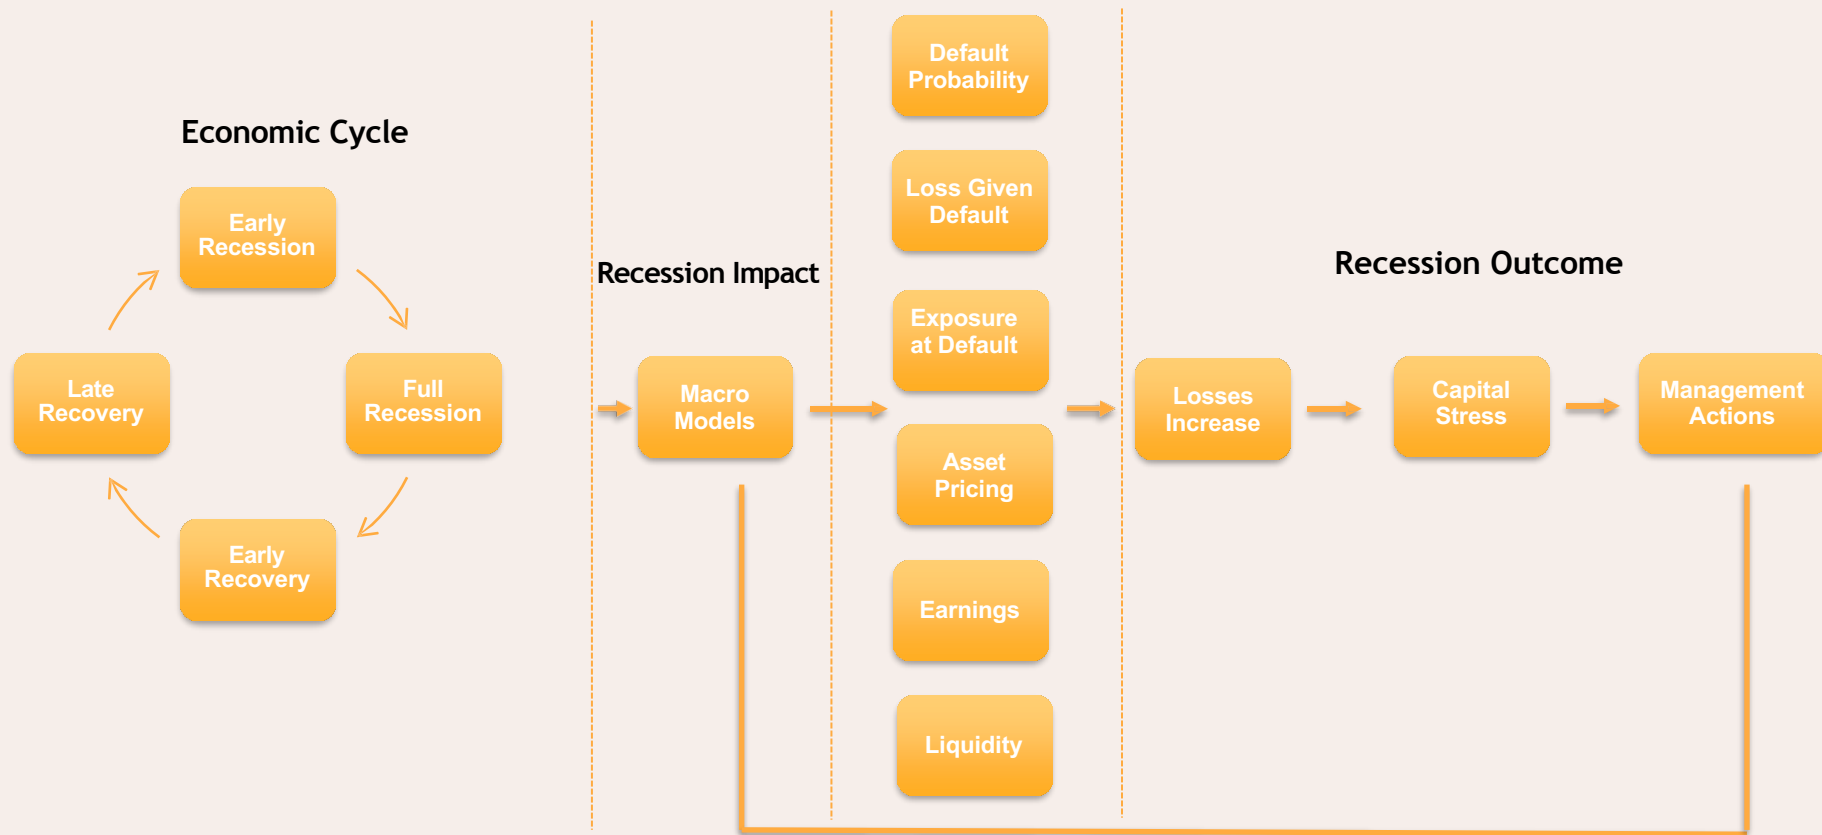 Economic Cycle
Early
Recession
Late
Recovery
Full
Recession
Early
Recovery
Recession Impact
Macro
Models
Default
Probability
Loss Given
Default
Exposure
at Default
Asset
Pricing
Earnings
Liquidity
Recession Outcome
Losses
Increase
Capital
Stress
Management
Actions